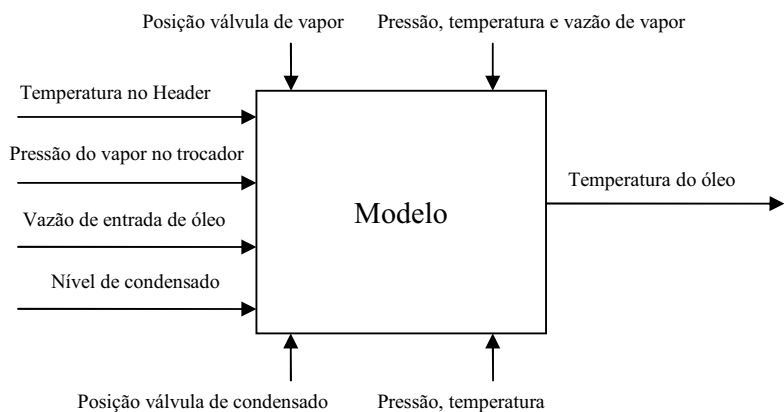 Posição válvula de vapor
Pressão, temperatura e vazão de vapor
Temperatura no Header
Pressão do vapor no trocador
Vazão de entrada de óleo
Nível de condensado
Modelo
Temperatura do óleo
Posição válvula de condensado
Pressão, temperatura